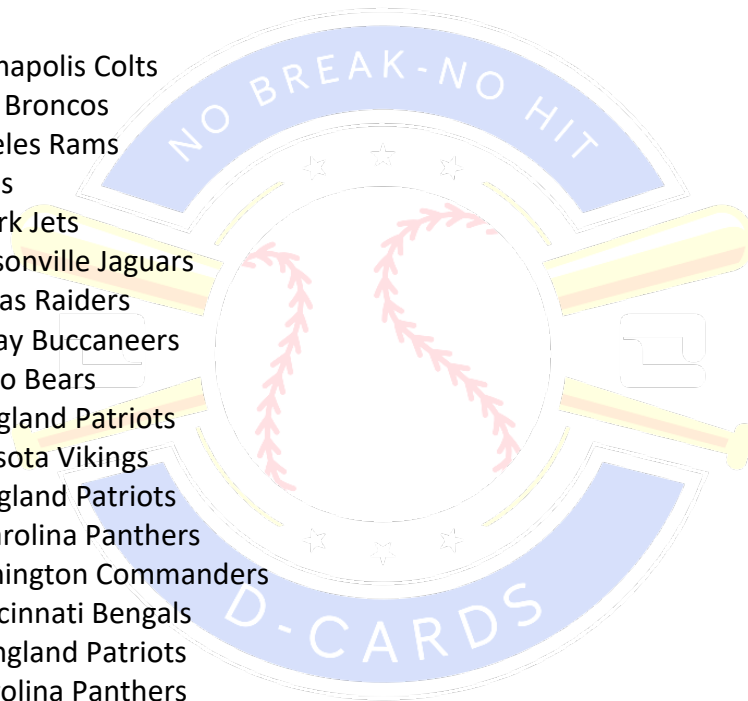 NO BREAK-NO HIT
napolis Colts
Broncos
eles Rams
s
rk Jets
sonville Jaguars
as Raiders
ay Buccaneers
o Bears
gland Patriots
sota Vikings
gland Patriots
arolina Panthers
hington Commanders
cinnati Bengals
ngland Patriots
rolina Panthers
D-CARDS